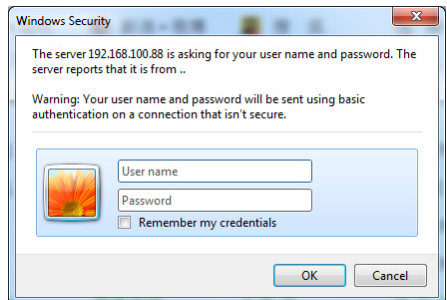 Windows Security
The server 192.168.100.88 is asking for your user name and password. The
server reports that it is from ..
Warning: Your user name and password will be sent using basic
authentication on a connection that isn't secure.
User name
Password
Remember my credentials
OK
Cancel